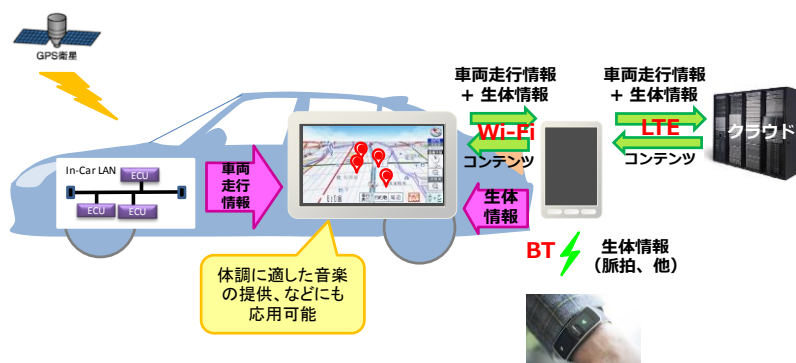 GPS衛星
車両走行情報
+ 生体情報
車両走行情報
+ 生体情報
Wi-Fi
LTE
クラウド
コンテンツ
コンテンツ
In-Car LAN
ECU
ECU
ECU
車両
走行
情報
生体
情報
BT
生体情報
(脈拍、他)
体調に適した音楽
の提供、などにも
応用可能